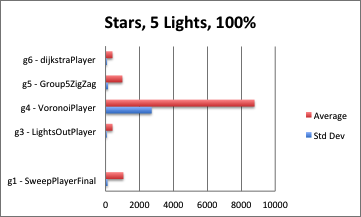 Stars, 5 Lights, 100%
g6 - dijkstraPlayer
g5 - Group5ZigZag
g4 - VoronoiPlayer
g3 - LightsOutPlayer
g1 - SweepPlayerFinal
Average
Std Dev
0 2000 4000 6000 8000 10000